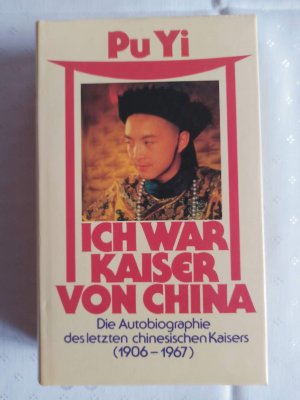 Pu Yi
ICH WAR
KAISER
VON CHINA
Die Autobiographie
des letzten chinesischen Kaisers
(1906–1967)